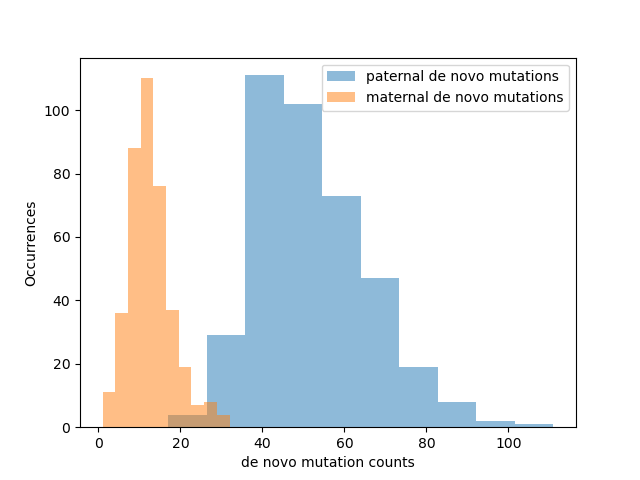 paternal de novo mutations
maternal de novo mutations
100
80
60
40
20
0
Occurrences
0 20 40 60 80 100
de novo mutation counts